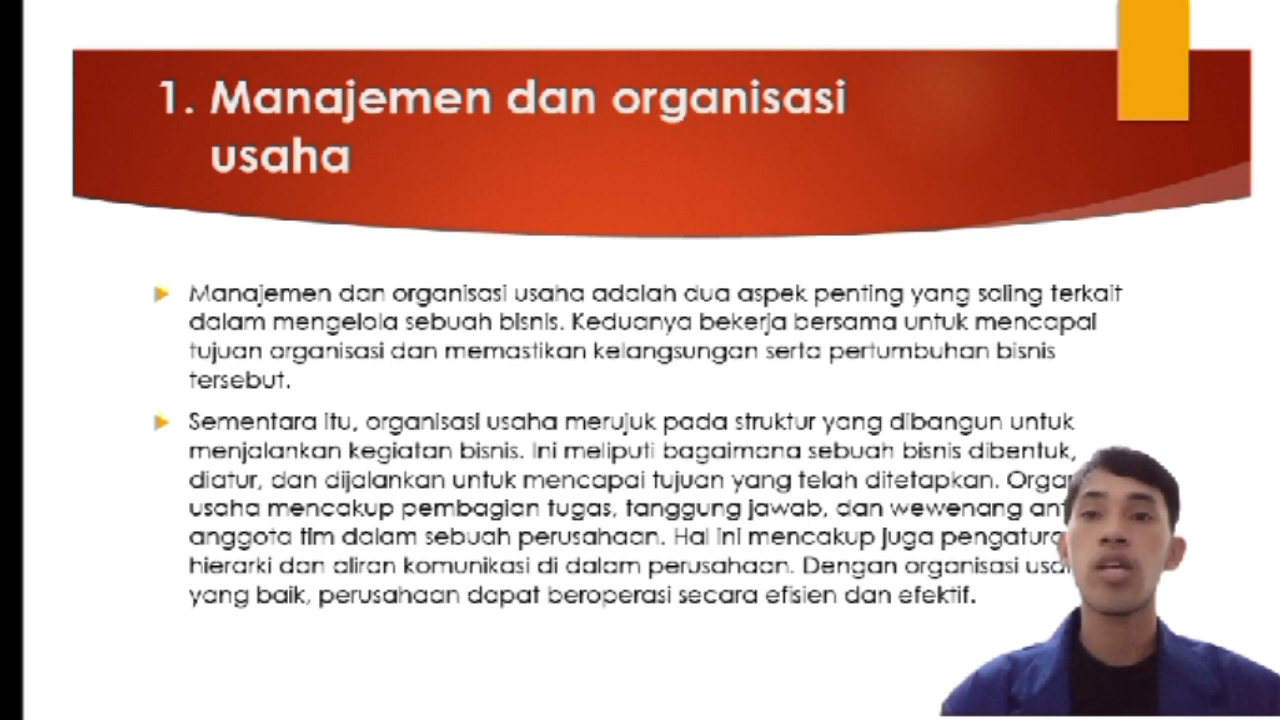 1. Manajemen dan organisasi
usaha
Manajemen dan organisasi usaha adalah dua aspek penting yang saling terkait
dalam mengelola sebuah bisnis. Keduanya bekerja bersama untuk mencapai
tujuan organisasi dan memastikan kelangsungan serta pertumbuhan bisnis
tersebut.
Sementara itu, organisasi usaha merujuk pada struktur yang dibangun untuk
menjalankan kegiatan bisnis. Ini meliputi bagaimana sebuah bisnis dibentuk,
diatur, dan dijalankan untuk mencapai tujuan yang telah ditetapkan.
usaha mencakup pembagian tugas, tanggung jawab, dan wewenang
anggota tim dalam sebuah perusahaan. Hal ini mencakup juga
hierarki dan aliran komunikasi di dalam perusahaan. Dengan organisasi
yang baik, perusahaan dapat beroperasi secara efisien dan efektif.